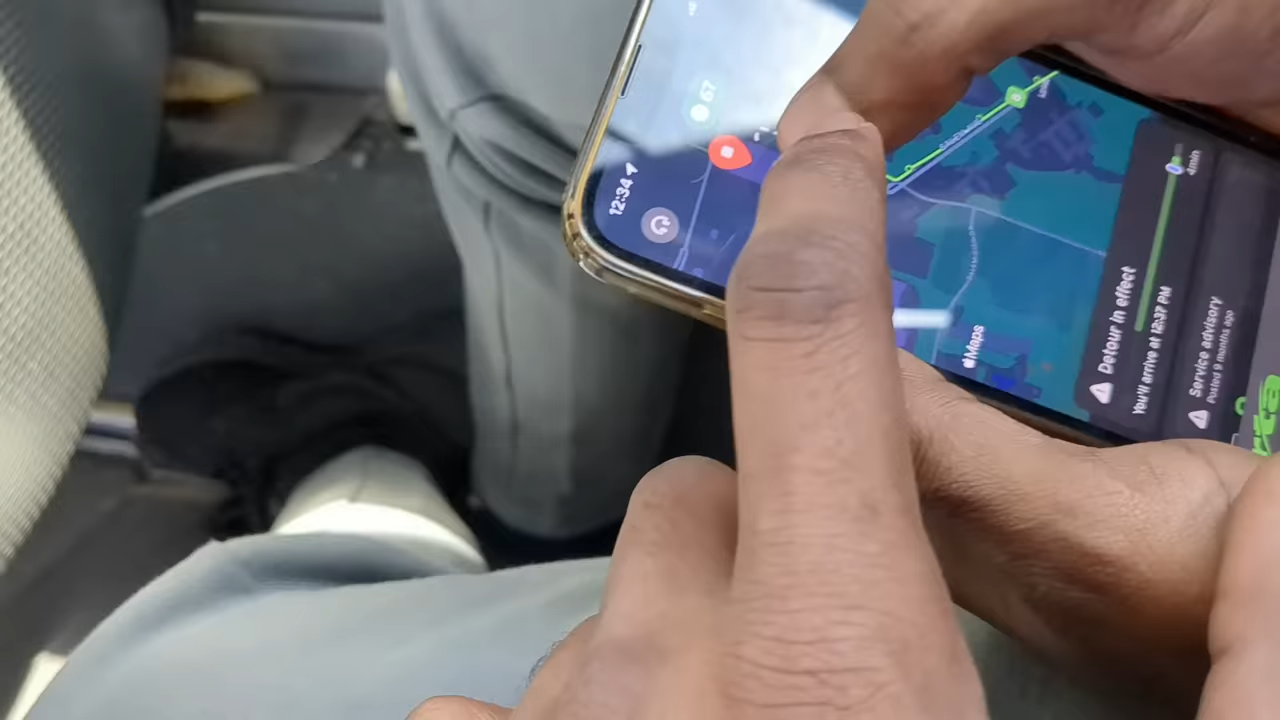 12:34
67
Maps
Detour in effect
4min
You'll arrive at 12:37 PM
Service advisory
Posted 9 months ago